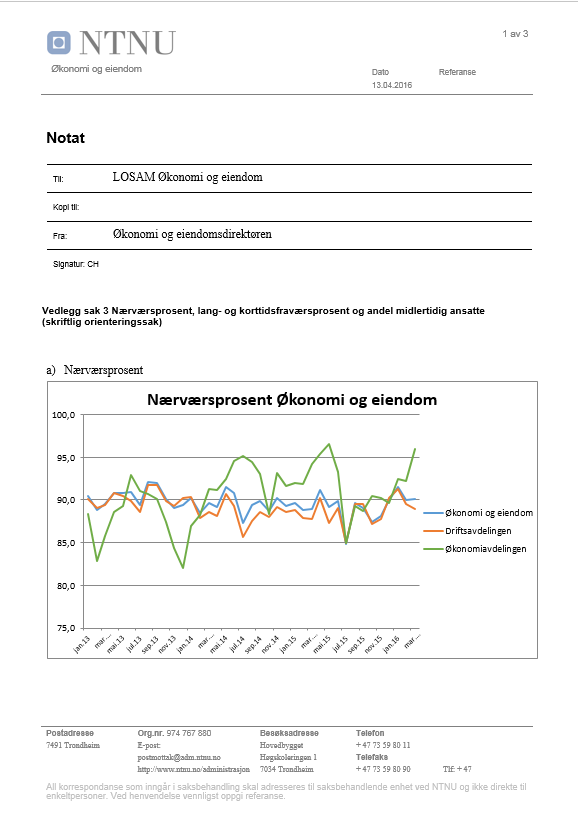 1 av 3
NTNU
Økonomi og eiendom
Dato
Referanse
13.04.2016
Notat
Til:
LOSAM Økonomi og eiendom
Kopi til:
Fra:
Økonomi og eiendomsdirektøren
Signatur: CH
Vedlegg sak 3 Nærværsprosent, lang- og korttidsfraværsprosent og andel midlertidig ansatte
(skriftlig orienteringssak)
a) Nærværsprosent
Nærværsprosent Økonomi og eiendom
100,0
95,0
90,0
85,0
80,0
75,0
Økonomi og eiendom
Driftsavdelingen
Økonomiavdelingen
jan.13 mar.... mai.13 jul.13 sep.13 nov.13 jan.14 mar.... mai.14 jul.14 sep.14 nov.14 jan.15 mar.... mai.15 jul.15 sep.15 nov.15 jan.16 mar....
Postadresse Org.nr. 974 767 880 Besøksadresse Telefon
7491 Trondheim E-post: Hovedbygget + 47 73 59 80 11
postmottak@adm.ntnu.no Høgskoleringen 1 Telefaks
http://www.ntnu.no/administrasjon 7034 Trondheim + 47 73 59 80 90 Tlf: + 47
All korrespondanse som inngår i saksbehandling skal adresseres til saksbehandlende enhet ved NTNU og ikke direkte til
enkeltpersoner. Ved henvendelse vennligst oppgi referanse.